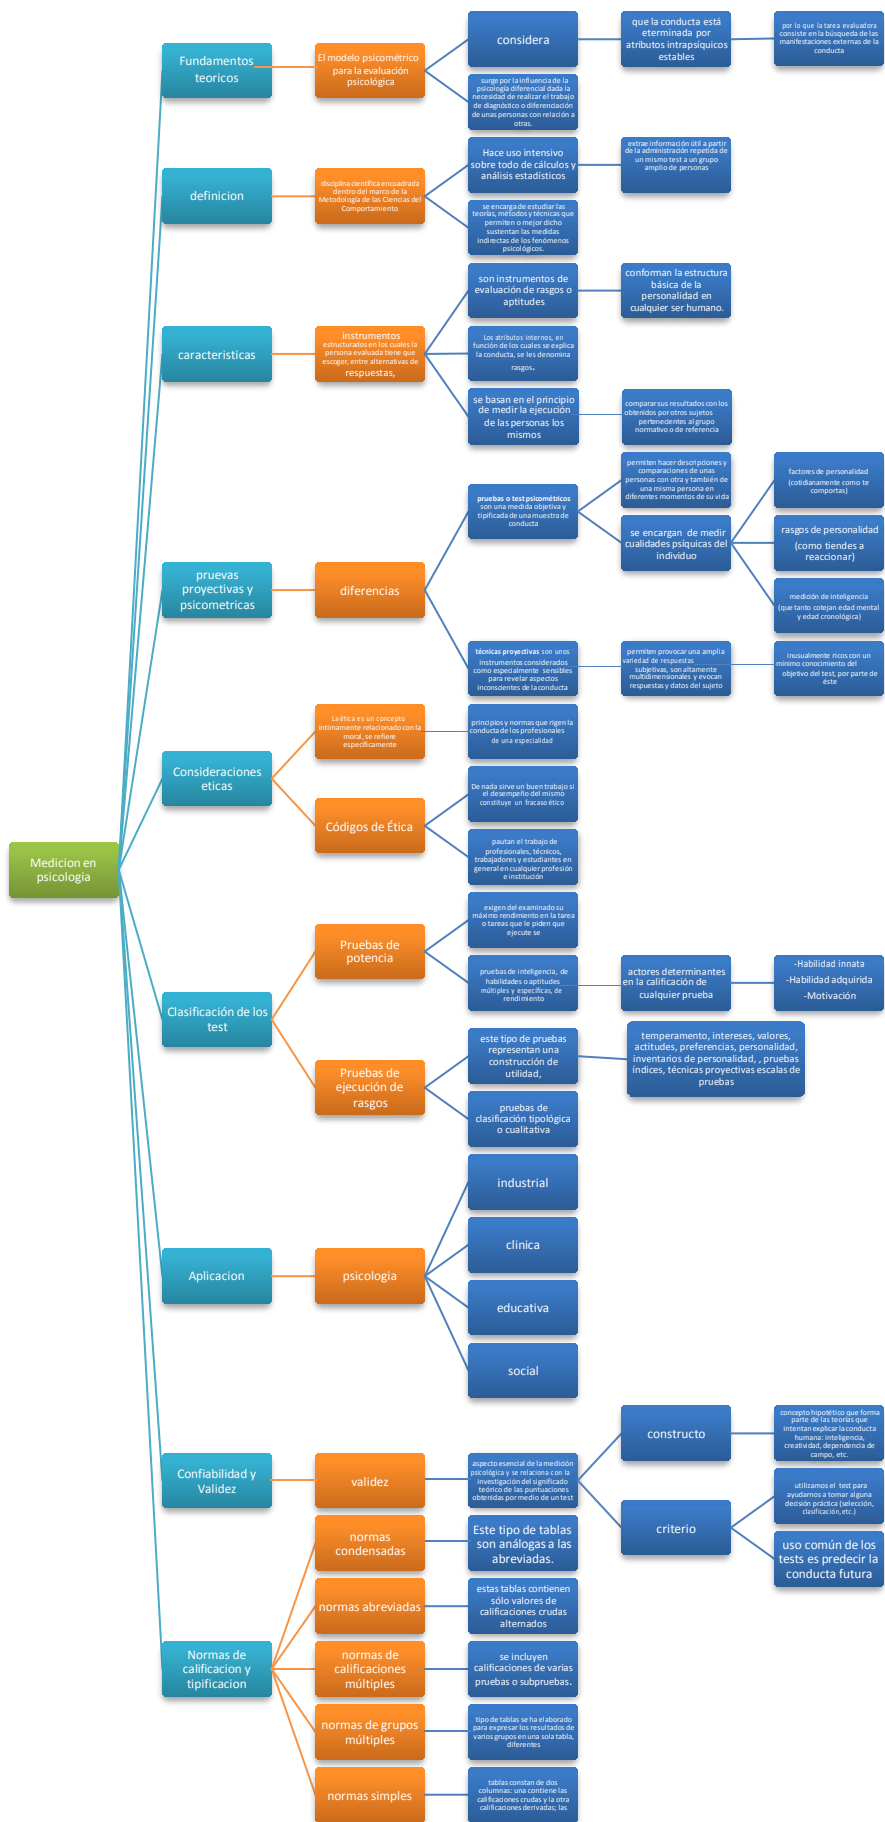 Medicion en
psicologia
Fundamentos
teoricos
El modelo psicométrico
para la evaluación
psicológica
considera
que la conducta está
eterminada por
atributos intrapsíquicos
estables
por lo que la tarea evaluadora
consiste en la búsqueda de las
manifestaciones externas de la
conducta
surge por la influencia de la
psicología diferencial dada la
necesidad de realizar el trabajo
de diagnóstico o diferenciación
de unas personas con relación a
otras.
definicion
disciplina científica encuadrada
dentro del marco de la
Metodología de las Ciencias del
Comportamiento
Hace uso intensivo
sobre todo de cálculos y
análisis estadísticos
extrae información útil a partir
de la administración repetida de
un mismo test a un grupo
amplio de personas
se encarga de estudiar las
teorías, métodos y técnicas que
permiten o mejor dicho
sustentan las medidas
indirectas de los fenómenos
psicológicos.
caracteristicas
instrumentos
estructurados en los cuales la
persona evaluada tiene que
escoger, entre alternativas de
respuestas,
son instrumentos de
evaluación de rasgos o
aptitudes
conforman la estructura
básica de la
personalidad en
cualquier ser humano.
Los atributos internos, en
función de los cuales se explica
la conducta, se les denomina
rasgos.
se basan en el principio
de medir la ejecución
de las personas los
mismos
comparar sus resultados con los
obtenidos por otros sujetos
pertenecientes al grupo
normativo o de referencia
pruevas
proyectivas y
psicometricas
diferencias
pruebas o test psicométricos
son una medida objetiva y
tipificada de una muestra de
conducta
permiten hacer descripciones y
comparaciones de unas
personas con otra y también de
una misma persona en
diferentes momentos de su vida
se encargan de medir
cualidades psíquicas del
individuo
factores de personalidad
(cotidianamente como te
comportas)
rasgos de personalidad
(como tiendes a
reaccionar)
medición de inteligencia
(que tanto cotejan edad mental
y edad cronológica)
técnicas proyectivas son unos
instrumentos considerados
como especialmente sensibles
para revelar aspectos
inconscientes de la conducta
permiten provocar una amplia
variedad de respuestas
subjetivas, son altamente
multidimensionales y evocan
respuestas y datos del sujeto
inusualmente ricos con un
mínimo conocimiento del
objetivo del test, por parte de
éste
Consideraciones
eticas
La ética es un concepto
íntimamente relacionado con la
moral, se refiere
específicamente
principios y normas que rigen la
conducta de los profesionales
de una especialidad
Códigos de Ética
De nada sirve un buen trabajo si
el desempeño del mismo
constituye un fracaso ético
pautan el trabajo de
profesionales, técnicos,
trabajadores y estudiantes en
general en cualquier profesión
e institución
Clasificación de los
test
Pruebas de
potencia
exigen del examinado su
máximo rendimiento en la tarea
o tareas que le piden que
ejecute se
pruebas de inteligencia, de
habilidades o aptitudes
múltiples y específicas, de
rendimiento
actores determinantes
en la calificación de
cualquier prueba
-Habilidad innata
-Habilidad adquirida
-Motivación
Pruebas de
ejecución de
rasgos
este tipo de pruebas
representan una
construcción de
utilidad,
temperamento, intereses, valores,
actitudes, preferencias, personalidad,
inventarios de personalidad, , pruebas
índices, técnicas proyectivas escalas de
pruebas
pruebas de
clasificación tipológica
o cualitativa
Aplicacion
psicologia
industrial
clinica
educativa
social
Confiabilidad y
Validez
validez
aspecto esencial de la medición
psicológica y se relaciona con la
investigación del significado
teórico de las puntuaciones
obtenidas por medio de un test
constructo
concepto hipotético que forma
parte de las teorías que
intentan explicar la conducta
humana: inteligencia,
creatividad, dependencia de
campo, etc.
criterio
utilizamos el test para
ayudarnos a tomar alguna
decisión práctica (selección,
clasificación, etc.)
uso común de los
tests es predecir la
conducta futura
Normas de
calificacion y
tipificacion
normas
condensadas
Este tipo de tablas
son análogas a las
abreviadas.
normas abreviadas
estas tablas contienen
sólo valores de
calificaciones crudas
alternados
normas de
calificaciones
múltiples
se incluyen
calificaciones de varias
pruebas o subpruebas.
normas de grupos
múltiples
tipo de tablas se ha elaborado
para expresar los resultados de
varios grupos en una sola tabla,
diferentes
normas simples
tablas constan de dos
columnas: una contiene las
calificaciones crudas y la otra
calificaciones derivadas; las